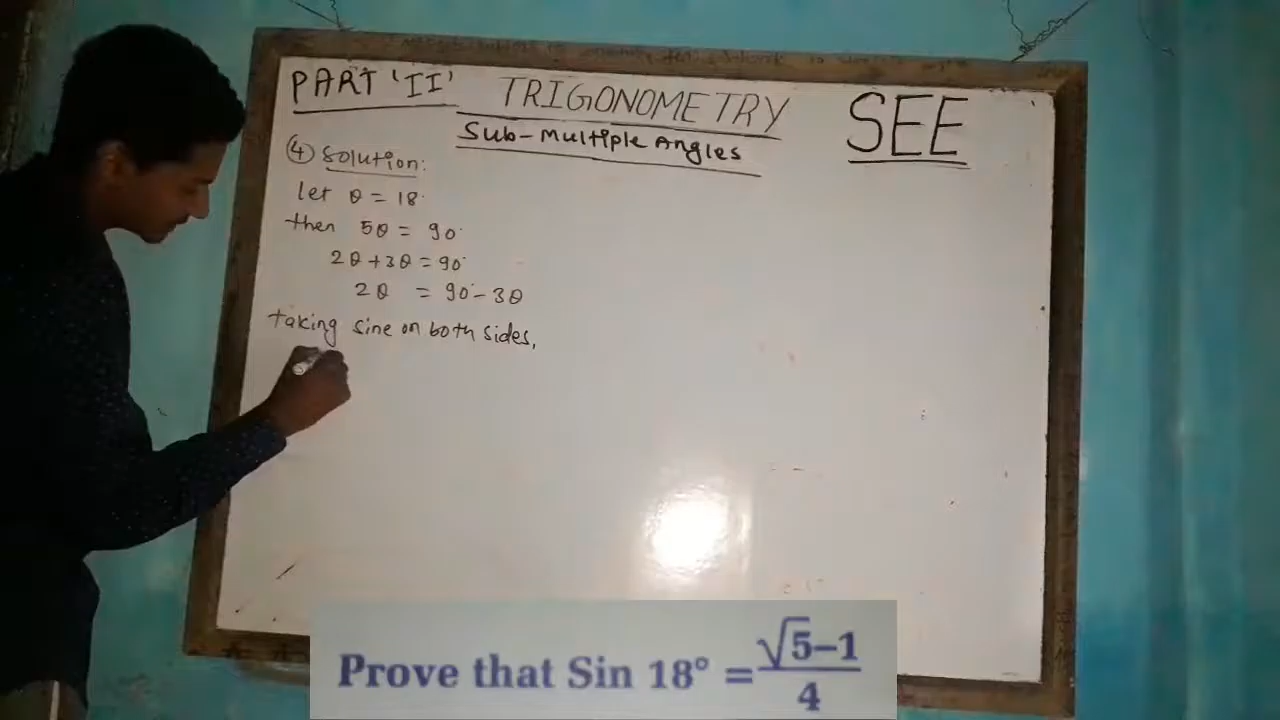 PART 'II' TRIGONOMETRY SEE
Sub-Multiple Angles
④ Solution:
let θ = 18°
then 5θ = 90°
2θ + 3θ = 90°
2θ = 90° - 3θ
taking sine on both sides,
Prove that Sin 18° = (√5–1)/4